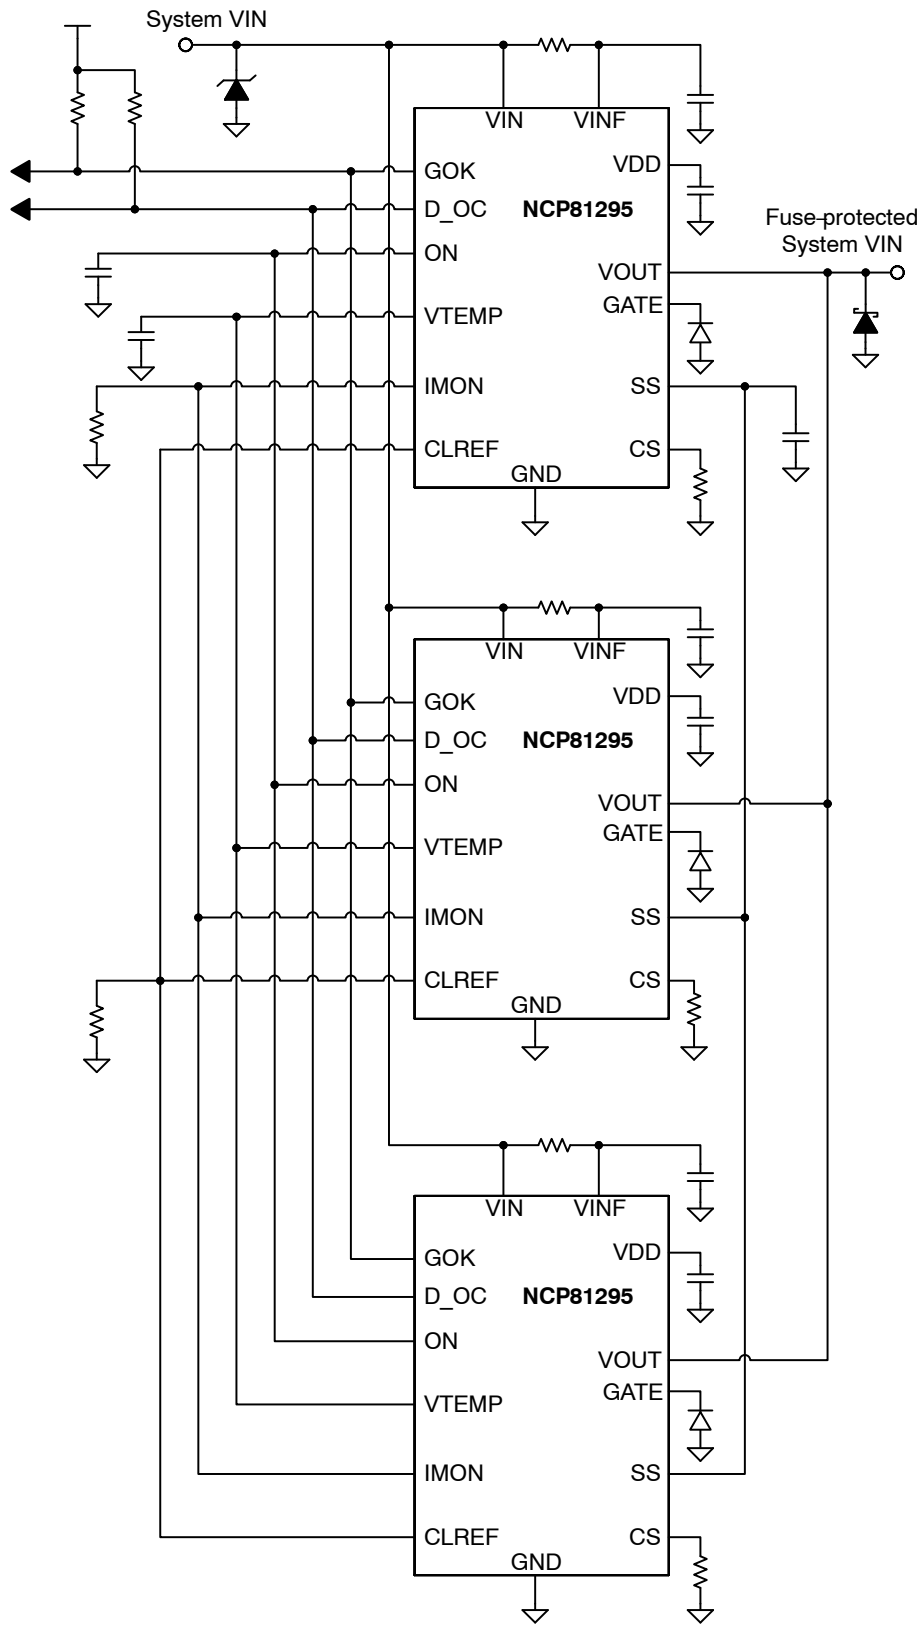 System VIN
VIN VINF
GOK VDD
D_OC NCP81295
Fuse-protected
System VIN
ON
VOUT
GATE
VTEMP
IMON SS
CLREF CS
GND
VIN VINF
GOK VDD
D_OC NCP81295
ON
VOUT
GATE
VTEMP
IMON SS
CLREF CS
GND
VIN VINF
GOK VDD
D_OC NCP81295
ON
VOUT
GATE
VTEMP
IMON SS
CLREF CS
GND